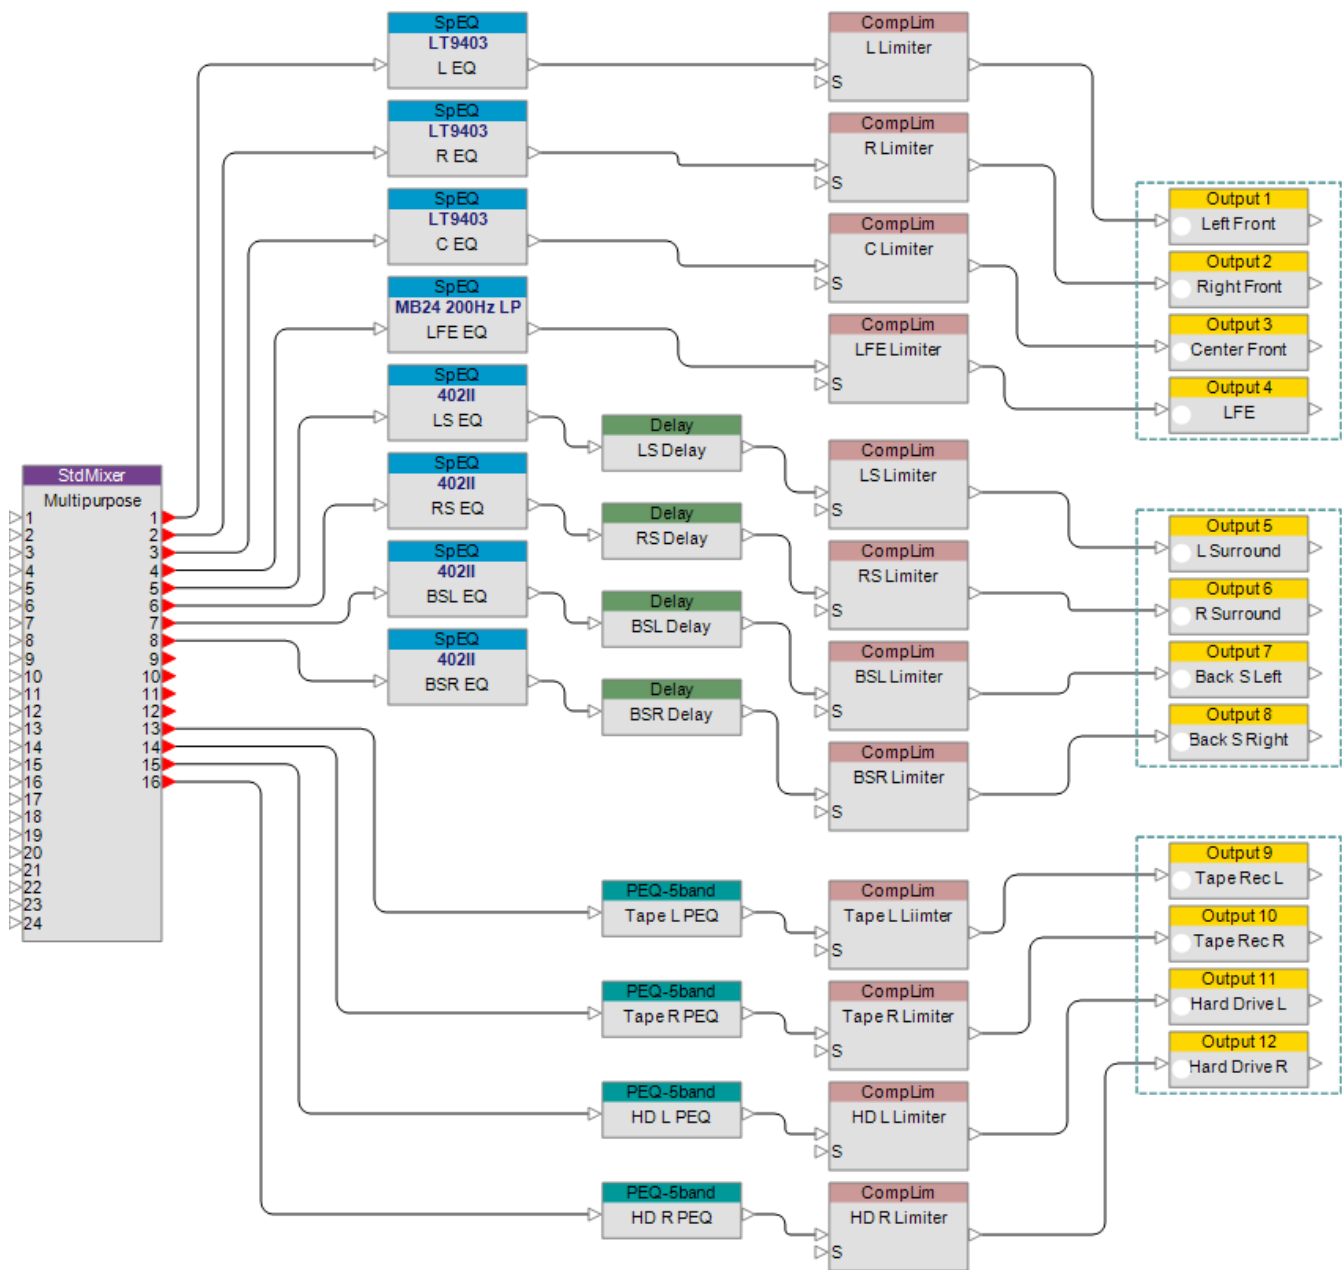 SpEQ
LT9403
L EQ
CompLim
L Limiter
S
SpEQ
LT9403
R EQ
CompLim
R Limiter
S
SpEQ
LT9403
C EQ
CompLim
C Limiter
S
SpEQ
MB24 200Hz LP
LFE EQ
CompLim
LFE Limiter
S
Output 1
Left Front
Output 2
Right Front
Output 3
Center Front
Output 4
LFE
SpEQ
402II
LS EQ
Delay
LS Delay
CompLim
LS Limiter
S
SpEQ
402II
RS EQ
Delay
RS Delay
CompLim
RS Limiter
S
SpEQ
402II
BSL EQ
Delay
BSL Delay
CompLim
BSL Limiter
S
SpEQ
402II
BSR EQ
Delay
BSR Delay
CompLim
BSR Limiter
S
Output 5
L Surround
Output 6
R Surround
Output 7
Back S Left
Output 8
Back S Right
StdMixer
Multipurpose
1 1
2 2
3 3
4 4
5 5
6 6
7 7
8 8
9 9
10 10
11 11
12 12
13 13
14 14
15 15
16 16
17
18
19
20
21
22
23
24
PEQ-5band
Tape L PEQ
CompLim
Tape L Liimter
S
PEQ-5band
Tape R PEQ
CompLim
Tape R Limiter
S
PEQ-5band
HD L PEQ
CompLim
HD L Limiter
S
PEQ-5band
HD R PEQ
CompLim
HD R Limiter
S
Output 9
Tape Rec L
Output 10
Tape Rec R
Output 11
Hard Drive L
Output 12
Hard Drive R